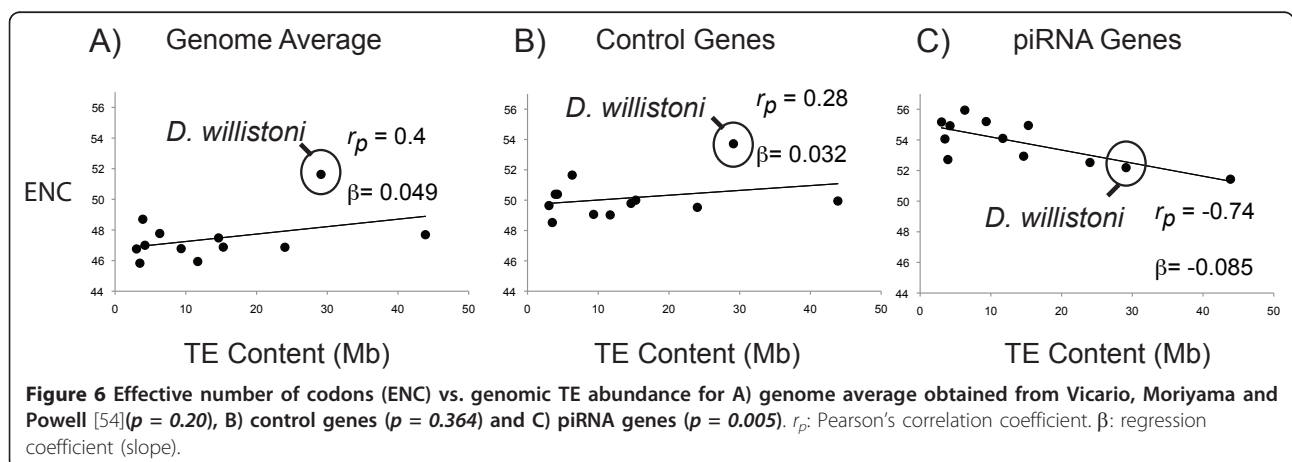 A) Genome Average
B) Control Genes
C) piRNA Genes
ENC
56
54
52
50
48
46
44
0 10 20 30 40 50
D. willistoni
rp = 0.4
β= 0.049
TE Content (Mb)
56
54
52
50
48
46
44
0 10 20 30 40 50
D. willistoni
rp = 0.28
β= 0.032
TE Content (Mb)
56
54
52
50
48
46
44
0 10 20 30 40 50
D. willistoni
rp = -0.74
β= -0.085
TE Content (Mb)
Figure 6 Effective number of codons (ENC) vs. genomic TE abundance for A) genome average obtained from Vicario, Moriyama and
Powell [54](p = 0.20), B) control genes (p = 0.364) and C) piRNA genes (p = 0.005). rp: Pearson's correlation coefficient. β: regression
coefficient (slope).